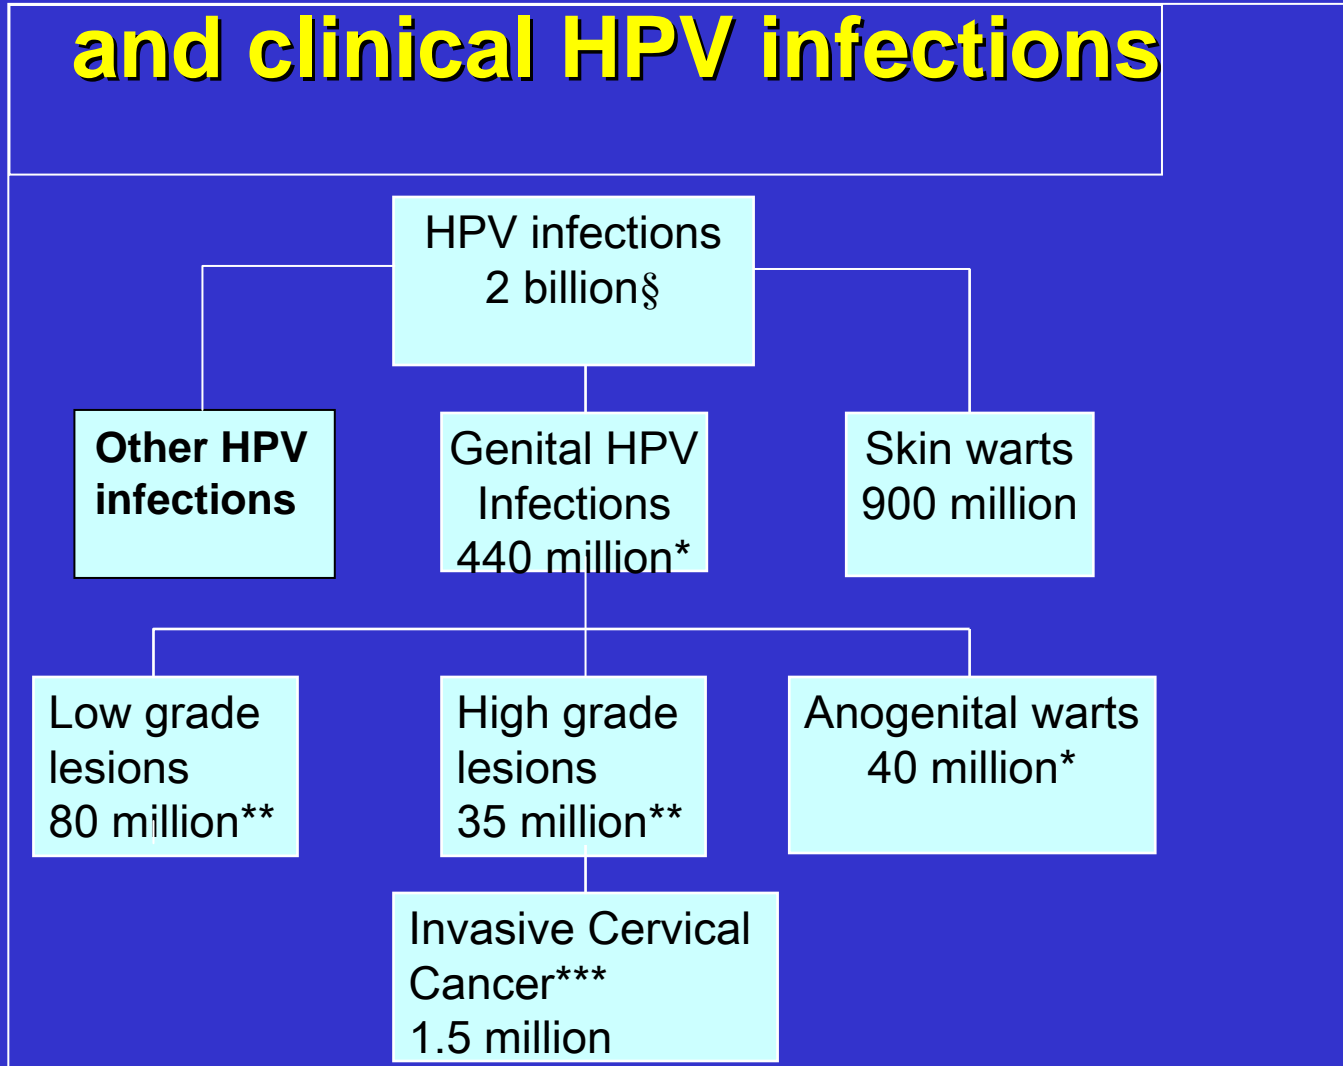 and clinical HPV infections
HPV infections
2 billion§
Other HPV
infections
Genital HPV
Infections
440 million*
Skin warts
900 million
Low grade
lesions
80 million**
High grade
lesions
35 million**
Anogenital warts
40 million*
Invasive Cervical
Cancer***
1.5 million